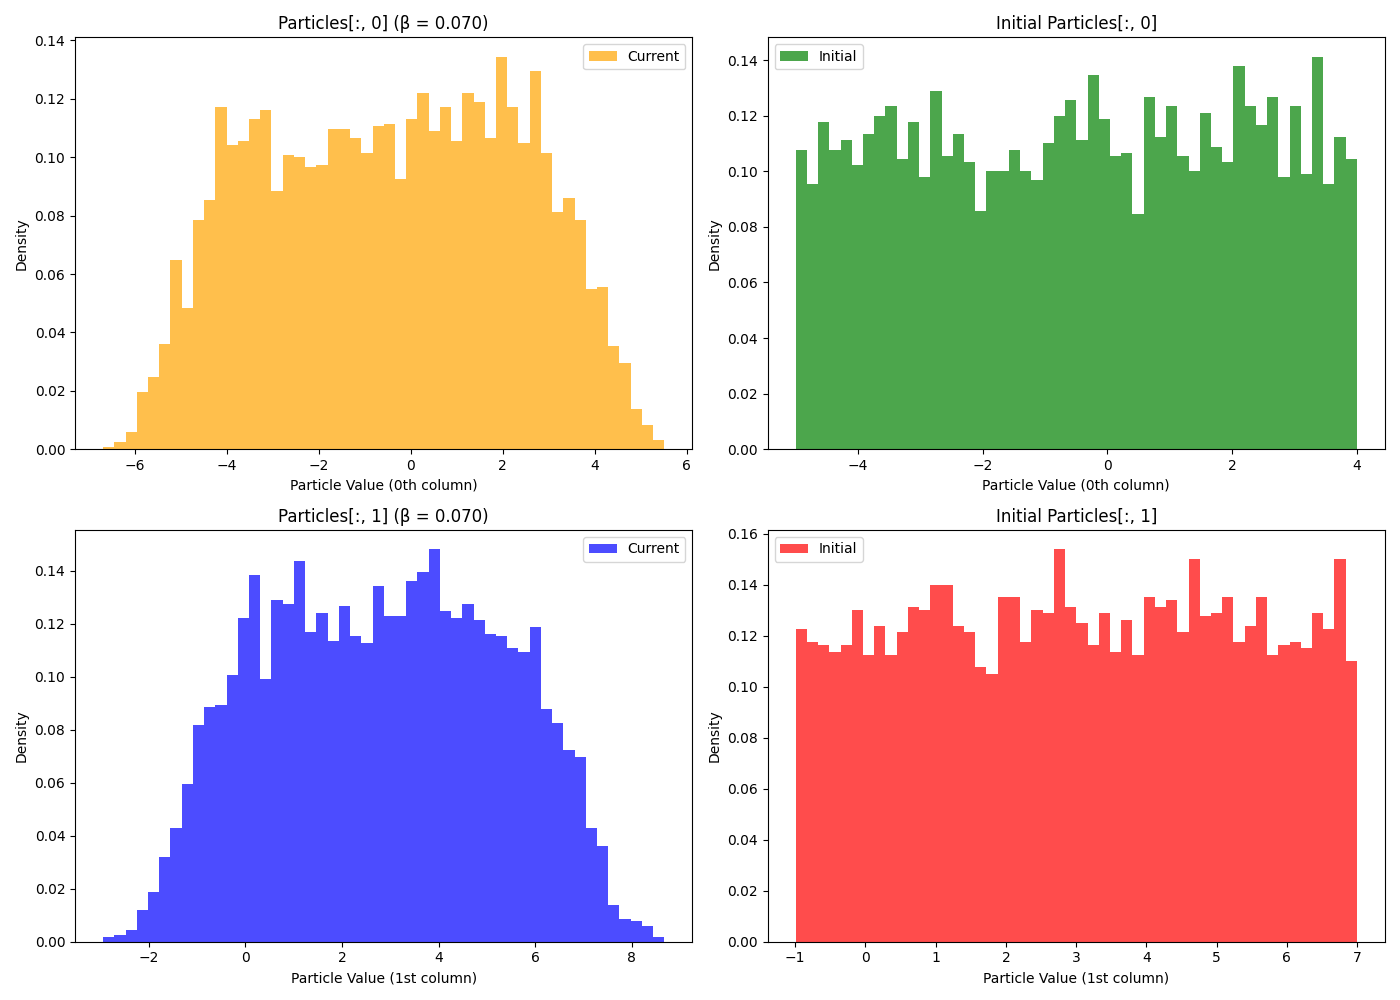 Particles[:, 0] (β = 0.070)
Current
0.14
0.12
0.10
0.08
0.06
0.04
0.02
0.00
Density
−6 −4 −2 0 2 4 6
Particle Value (0th column)
Initial Particles[:, 0]
Initial
0.14
0.12
0.10
0.08
0.06
0.04
0.02
0.00
Density
−4 −2 0 2 4
Particle Value (0th column)
Particles[:, 1] (β = 0.070)
Current
0.14
0.12
0.10
0.08
0.06
0.04
0.02
0.00
Density
−2 0 2 4 6 8
Particle Value (1st column)
Initial Particles[:, 1]
Initial
0.16
0.14
0.12
0.10
0.08
0.06
0.04
0.02
0.00
Density
−1 0 1 2 3 4 5 6 7
Particle Value (1st column)